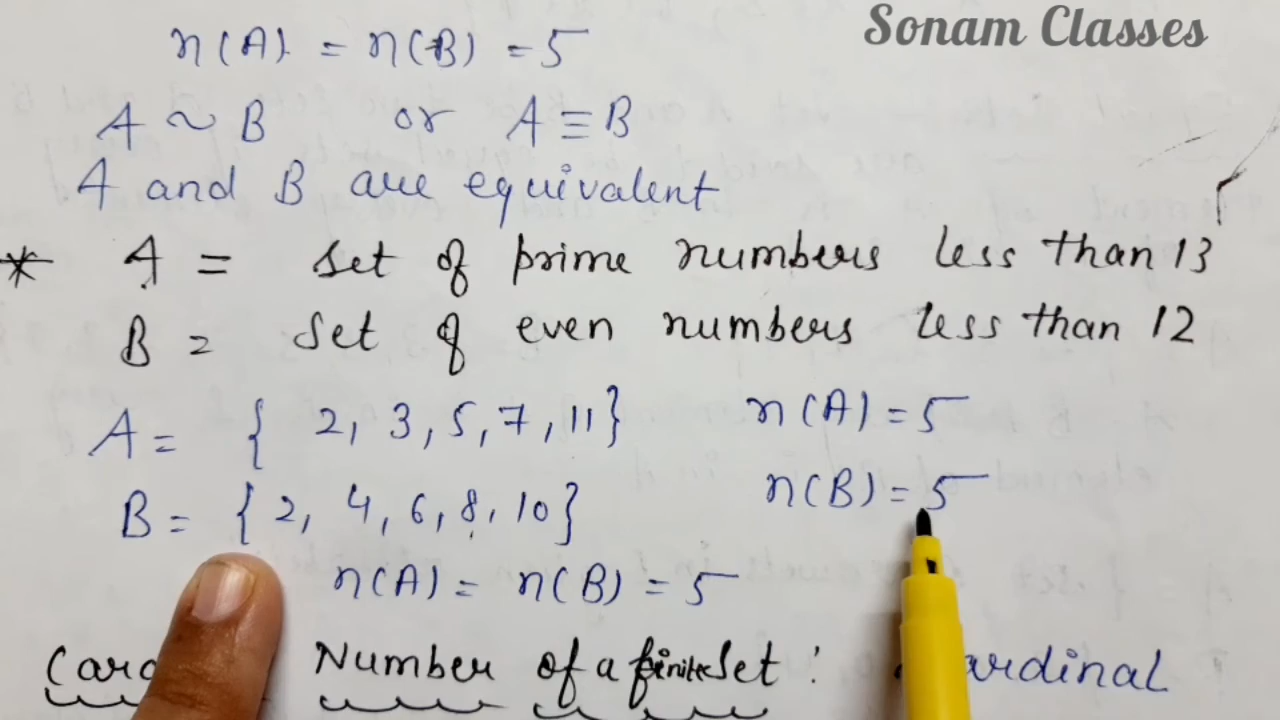 Sonam Classes
n(A) = n(B) = 5
A ~ B or A ≡ B
A and B are equivalent
* A = set of prime numbers less than 13
B = set of even numbers less than 12
A = { 2, 3, 5, 7, 11} n(A) = 5
B = { 2, 4, 6, 8, 10 } n(B) = 5
n(A) = n(B) = 5
Number of a finite Set :